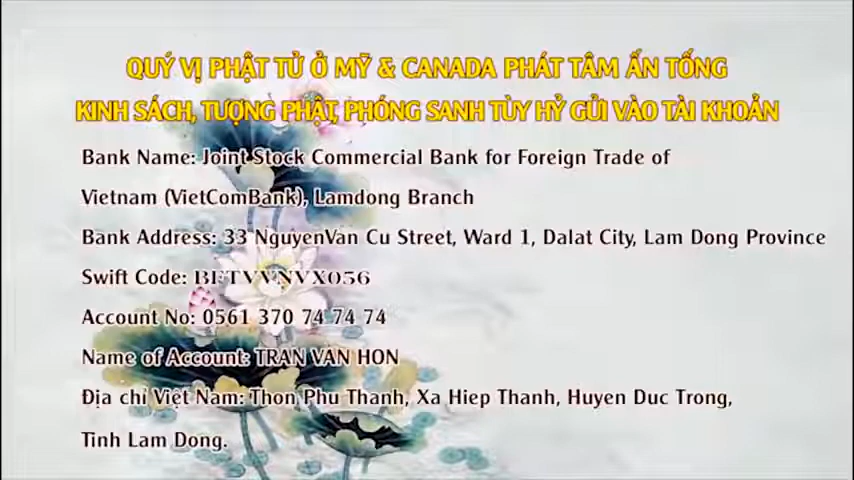 QUÝ VỊ PHẬT TỬ Ở MỸ & CANADA PHÁT TÂM ẤN TỐNG
KINH SÁCH, TƯỢNG PHẬT, PHÓNG SANH TÙY HỶ GỬI VÀO TÀI KHOẢN
Bank Name: Joint Stock Commercial Bank for Foreign Trade of
Vietnam (VietComBank), Lamdong Branch
Bank Address: 33 NguyenVan Cu Street, Ward 1, Dalat City, Lam Dong Province
Swift Code: BFTVVNVX056
Account No: 0561 370 74 74 74
Name of Account: TRAN VAN HON
Địa chỉ Việt Nam: Thon Phu Thanh, Xa Hiep Thanh, Huyen Duc Trong,
Tinh Lam Dong.